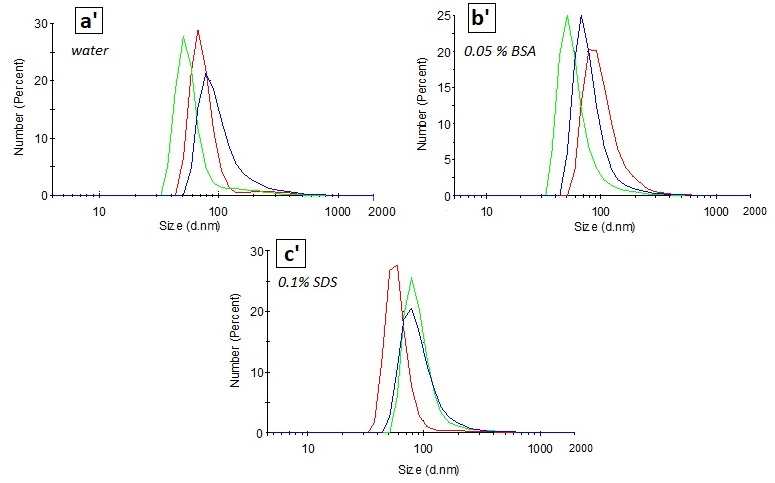 a'
water
30
20
10
0
Number (Percent)
10
100
1000
2000
Size (d.nm)
b'
0.05 % BSA
25
20
15
10
5
0
Number (Percent)
10
100
1000
2000
Size (d.nm)
c'
0.1% SDS
30
20
10
0
Number (Percent)
10
100
1000
2000
Size (d.nm)